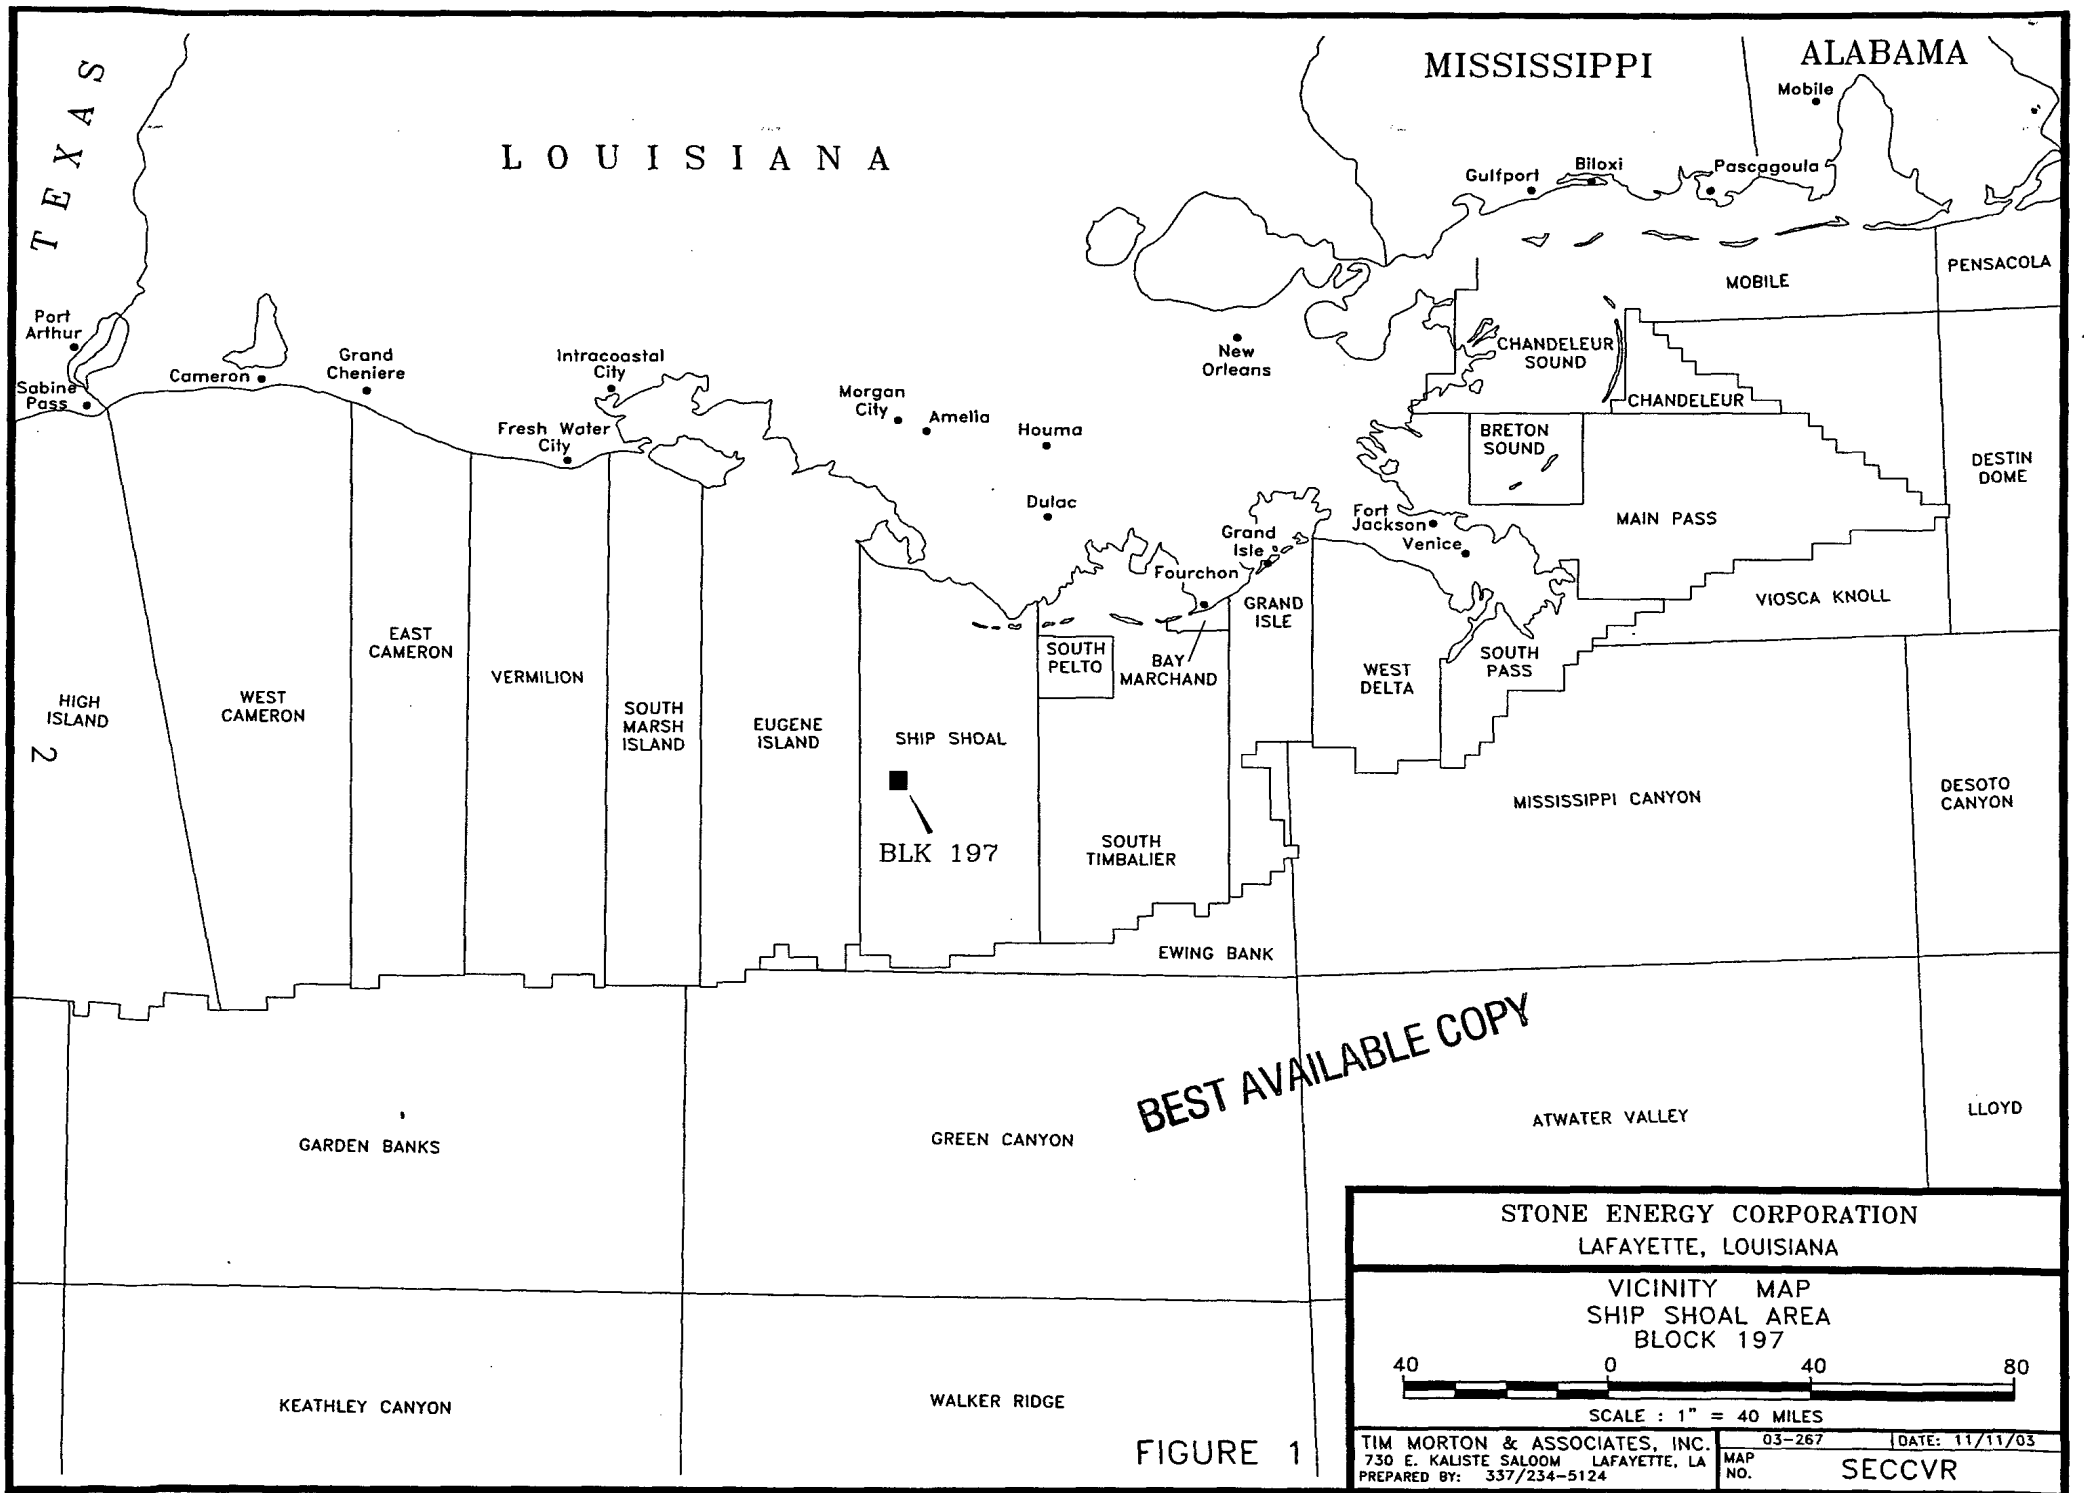 TEXAS
LOUISIANA
MISSISSIPPI
ALABAMA
Mobile
Gulfport
Biloxi
Pascagoula
MOBILE
PENSACOLA
Port
Arthur
Sabine
Pass
Cameron
Grand
Cheniere
Intracoastal
City
Fresh Water
City
Morgan
City
Amelia
Houma
Dulac
New
Orleans
CHANDELEUR
SOUND
CHANDELEUR
BRETON
SOUND
DESTIN
DOME
MAIN PASS
Fort
Jackson
Venice
Grand
Isle
Fourchon
GRAND
ISLE
VIOSCA KNOLL
HIGH
ISLAND
2
WEST
CAMERON
EAST
CAMERON
VERMILION
SOUTH
MARSH
ISLAND
EUGENE
ISLAND
SHIP SHOAL
BLK 197
SOUTH
PELTO
BAY
MARCHAND
SOUTH
TIMBALIER
WEST
DELTA
SOUTH
PASS
MISSISSIPPI CANYON
DESOTO
CANYON
EWING BANK
BEST AVAILABLE COPY
GARDEN BANKS
GREEN CANYON
ATWATER VALLEY
LLOYD
KEATHLEY CANYON
WALKER RIDGE
FIGURE 1
STONE ENERGY CORPORATION
LAFAYETTE, LOUISIANA
VICINITY MAP
SHIP SHOAL AREA
BLOCK 197
40 0 40 80
SCALE : 1" = 40 MILES
TIM MORTON & ASSOCIATES, INC.
730 E. KALISTE SALOOM LAFAYETTE, LA
PREPARED BY: 337/234-5124
03-267 DATE: 11/11/03
MAP
NO.
SECCVR